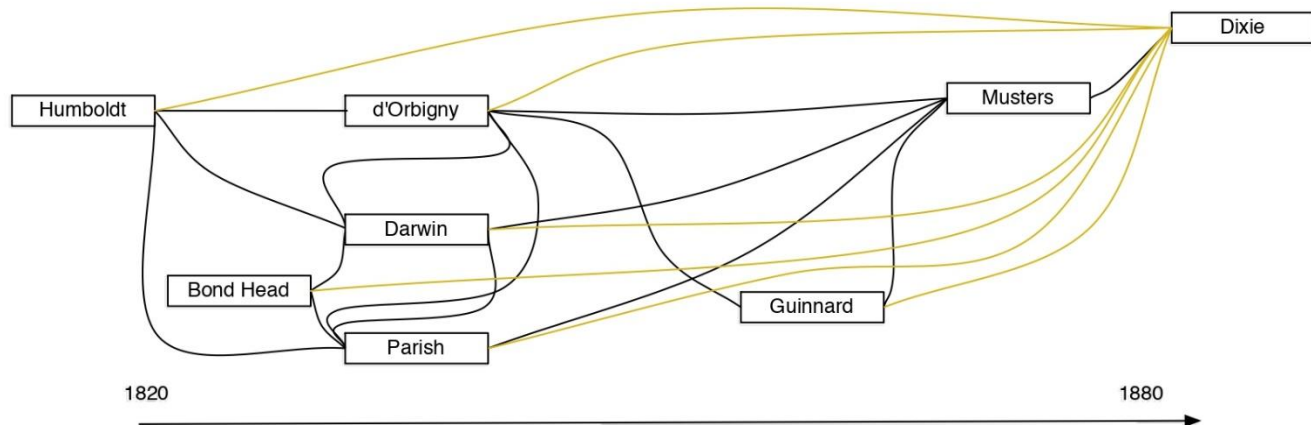 Dixie
Musters
Humboldt
d'Orbigny
Darwin
Bond Head
Guinnard
Parish
1820
1880